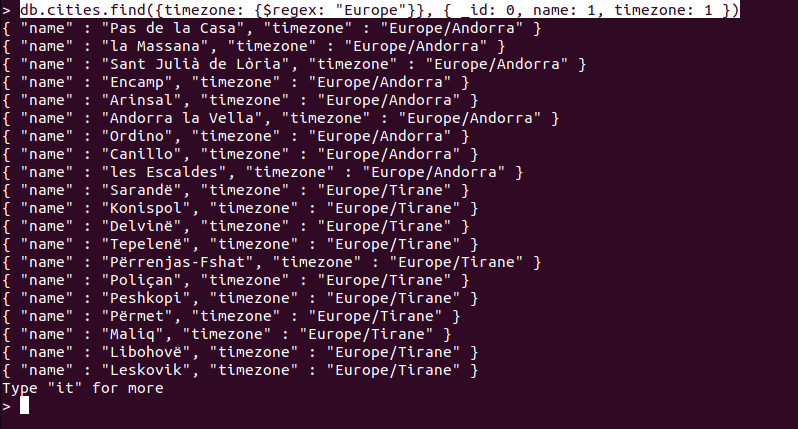 > db.cities.find({timezone: {$regex: "Europe"}}, { _id: 0, name: 1, timezone: 1 })
{ "name" : "Pas de la Casa", "timezone" : "Europe/Andorra" }
{ "name" : "la Massana", "timezone" : "Europe/Andorra" }
{ "name" : "Sant Julià de Lòria", "timezone" : "Europe/Andorra" }
{ "name" : "Encamp", "timezone" : "Europe/Andorra" }
{ "name" : "Arinsal", "timezone" : "Europe/Andorra" }
{ "name" : "Andorra la Vella", "timezone" : "Europe/Andorra" }
{ "name" : "Ordino", "timezone" : "Europe/Andorra" }
{ "name" : "Canillo", "timezone" : "Europe/Andorra" }
{ "name" : "les Escaldes", "timezone" : "Europe/Andorra" }
{ "name" : "Sarandë", "timezone" : "Europe/Tirane" }
{ "name" : "Konispol", "timezone" : "Europe/Tirane" }
{ "name" : "Delvinë", "timezone" : "Europe/Tirane" }
{ "name" : "Tepelenë", "timezone" : "Europe/Tirane" }
{ "name" : "Përrenjas-Fshat", "timezone" : "Europe/Tirane" }
{ "name" : "Poliçan", "timezone" : "Europe/Tirane" }
{ "name" : "Peshkopi", "timezone" : "Europe/Tirane" }
{ "name" : "Përmet", "timezone" : "Europe/Tirane" }
{ "name" : "Maliq", "timezone" : "Europe/Tirane" }
{ "name" : "Libohovë", "timezone" : "Europe/Tirane" }
{ "name" : "Leskovik", "timezone" : "Europe/Tirane" }
Type "it" for more
>